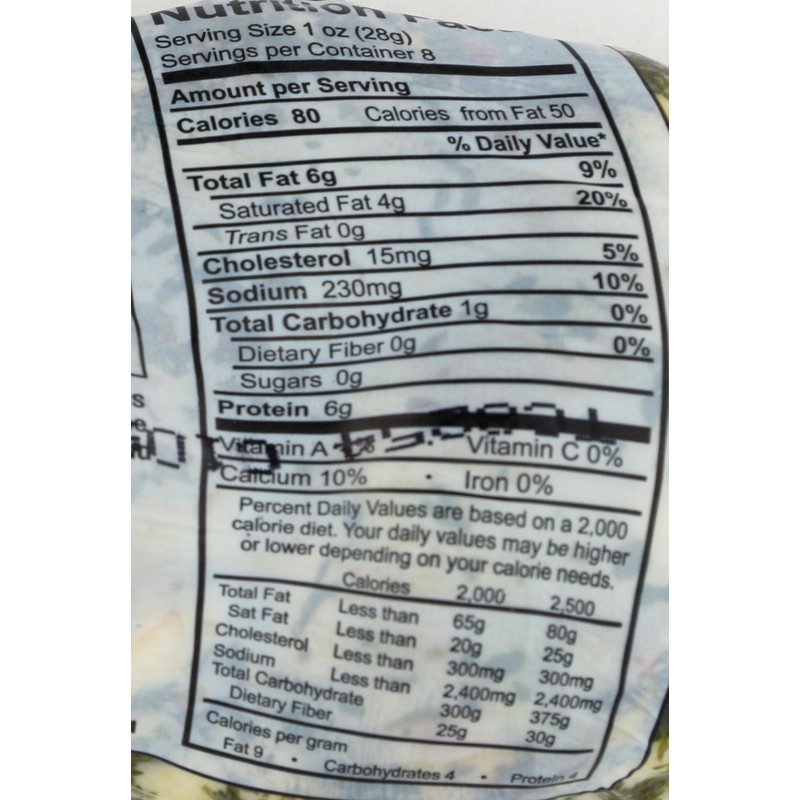 Nutrition Facts
Serving Size 1 oz (28g)
Servings per Container 8
Amount per Serving
Calories 80 Calories from Fat 50
% Daily Value*
Total Fat 6g 9%
Saturated Fat 4g 20%
Trans Fat 0g
Cholesterol 15mg 5%
Sodium 230mg 10%
Total Carbohydrate 1g 0%
Dietary Fiber 0g 0%
Sugars 0g
Protein 6g
Vitamin A Vitamin C 0%
Calcium 10% • Iron 0%
Percent Daily Values are based on a 2,000
calorie diet. Your daily values may be higher
or lower depending on your calorie needs.
Calories 2,000 2,500
Total Fat Less than 65g 80g
Sat Fat Less than 20g 25g
Cholesterol Less than 300mg 300mg
Sodium Less than 2,400mg 2,400mg
Total Carbohydrate 300g 375g
Dietary Fiber 25g 30g
Calories per gram
Fat 9 • Carbohydrates 4 • Protein 4